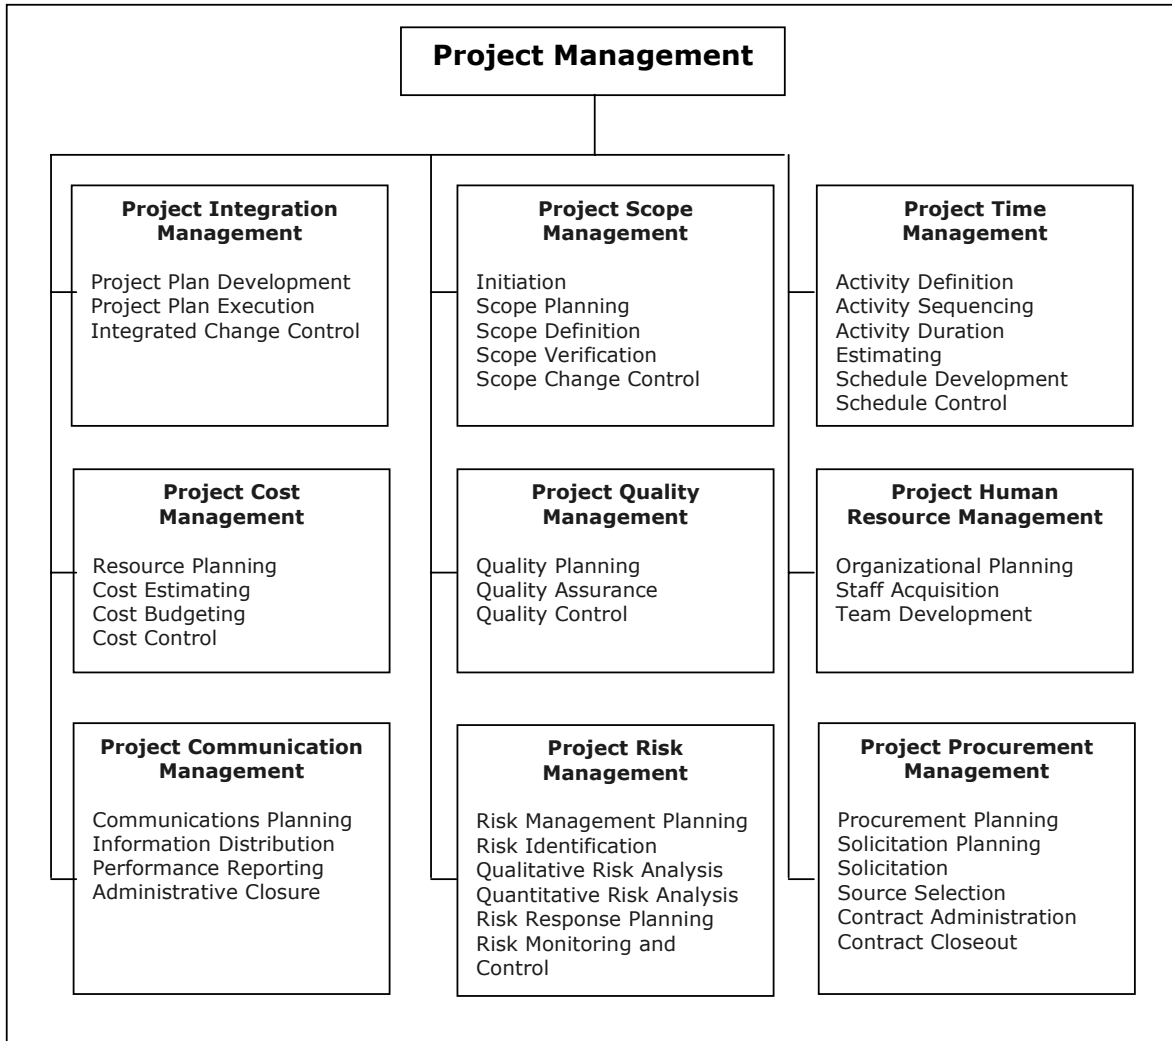 Project Management
Project Integration
Management
Project Plan Development
Project Plan Execution
Integrated Change Control
Project Scope
Management
Initiation
Scope Planning
Scope Definition
Scope Verification
Scope Change Control
Project Time
Management
Activity Definition
Activity Sequencing
Activity Duration
Estimating
Schedule Development
Schedule Control
Project Cost
Management
Resource Planning
Cost Estimating
Cost Budgeting
Cost Control
Project Quality
Management
Quality Planning
Quality Assurance
Quality Control
Project Human
Resource Management
Organizational Planning
Staff Acquisition
Team Development
Project Communication
Management
Communications Planning
Information Distribution
Performance Reporting
Administrative Closure
Project Risk
Management
Risk Management Planning
Risk Identification
Qualitative Risk Analysis
Quantitative Risk Analysis
Risk Response Planning
Risk Monitoring and
Control
Project Procurement
Management
Procurement Planning
Solicitation Planning
Solicitation
Source Selection
Contract Administration
Contract Closeout